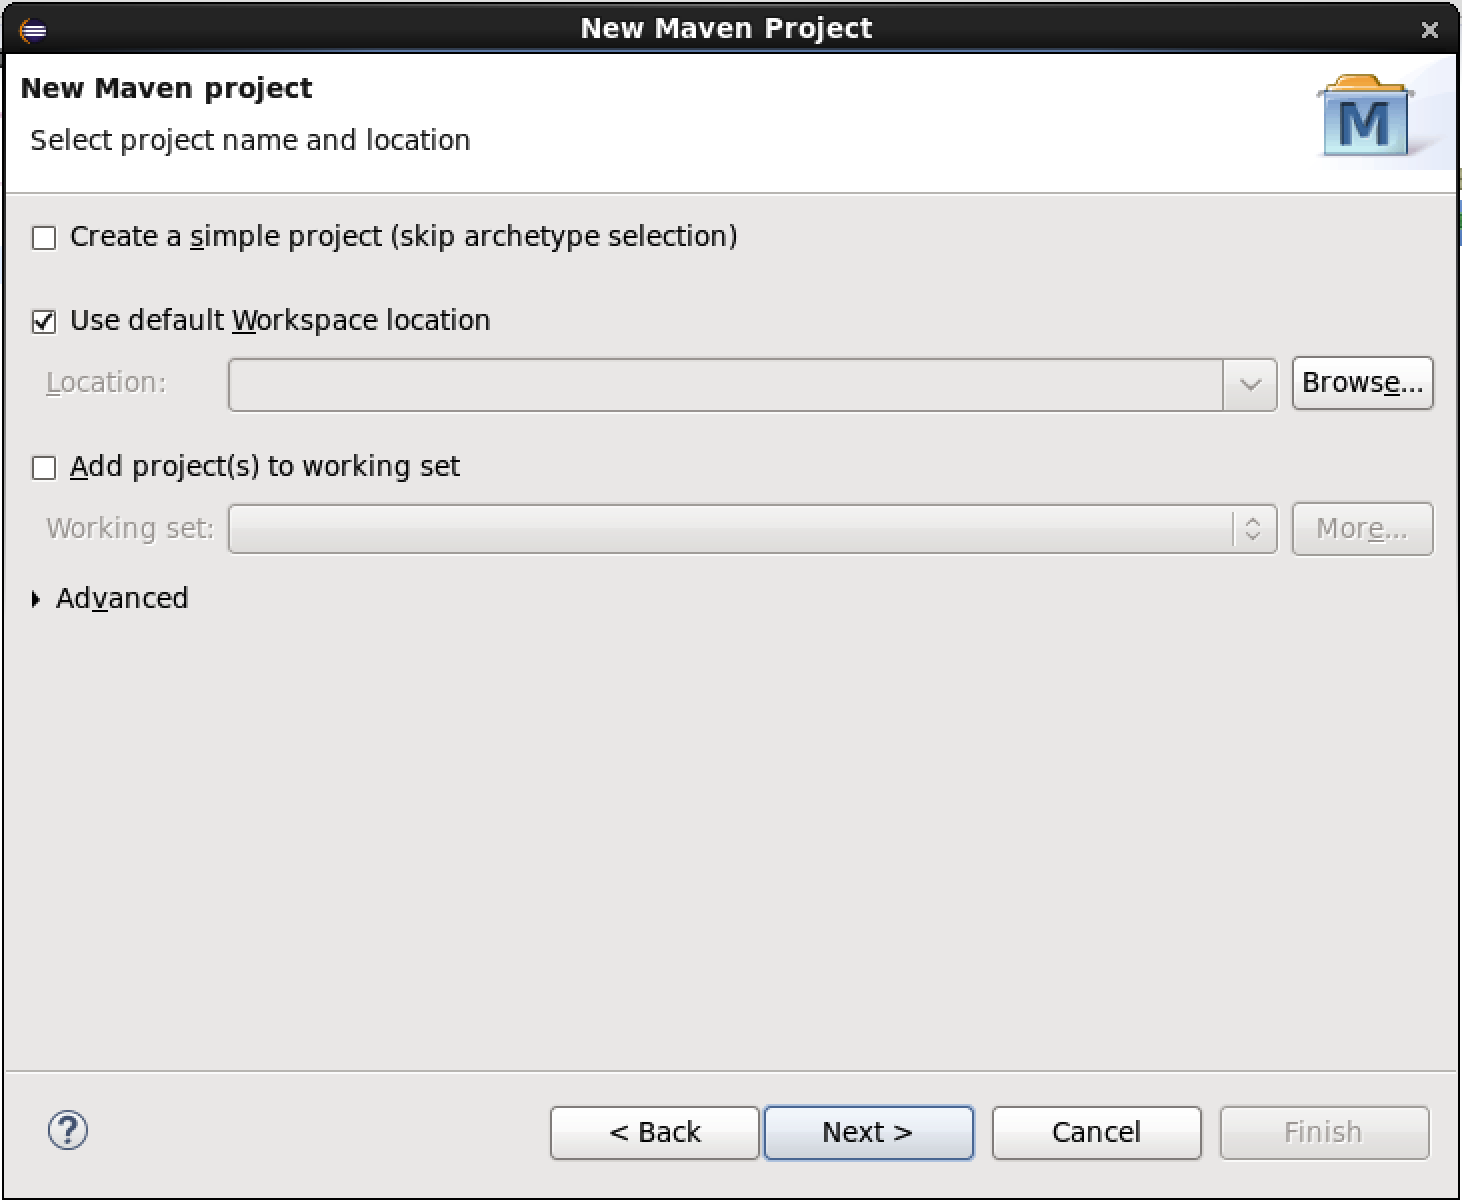 New Maven Project
New Maven project
Select project name and location
M
Create a simple project (skip archetype selection)
Use default Workspace location
Location:
Browse...
Add project(s) to working set
Working set:
More...
Advanced
?
< Back
Next >
Cancel
Finish